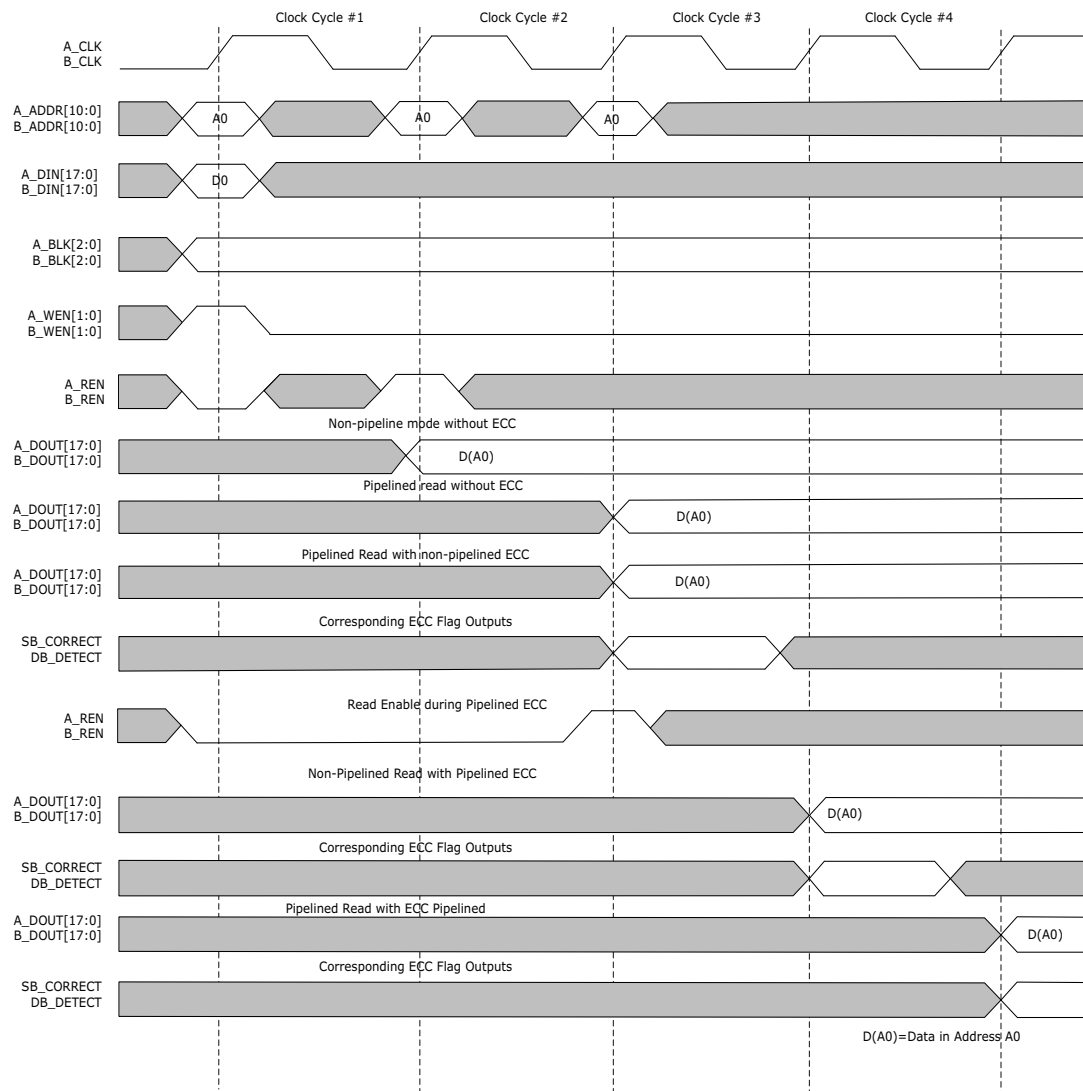 Clock Cycle #1
Clock Cycle #2
Clock Cycle #3
Clock Cycle #4
A_CLK
B_CLK
A_ADDR[10:0]
B_ADDR[10:0]
A0
A0
A0
A_DIN[17:0]
B_DIN[17:0]
D0
A_BLK[2:0]
B_BLK[2:0]
A_WEN[1:0]
B_WEN[1:0]
A_REN
B_REN
Non-pipeline mode without ECC
A_DOUT[17:0]
B_DOUT[17:0]
D(A0)
Pipelined read without ECC
A_DOUT[17:0]
B_DOUT[17:0]
D(A0)
Pipelined Read with non-pipelined ECC
A_DOUT[17:0]
B_DOUT[17:0]
D(A0)
Corresponding ECC Flag Outputs
SB_CORRECT
DB_DETECT
Read Enable during Pipelined ECC
A_REN
B_REN
Non-Pipelined Read with Pipelined ECC
A_DOUT[17:0]
B_DOUT[17:0]
D(A0)
Corresponding ECC Flag Outputs
SB_CORRECT
DB_DETECT
Pipelined Read with ECC Pipelined
A_DOUT[17:0]
B_DOUT[17:0]
D(A0)
Corresponding ECC Flag Outputs
SB_CORRECT
DB_DETECT
D(A0)=Data in Address A0